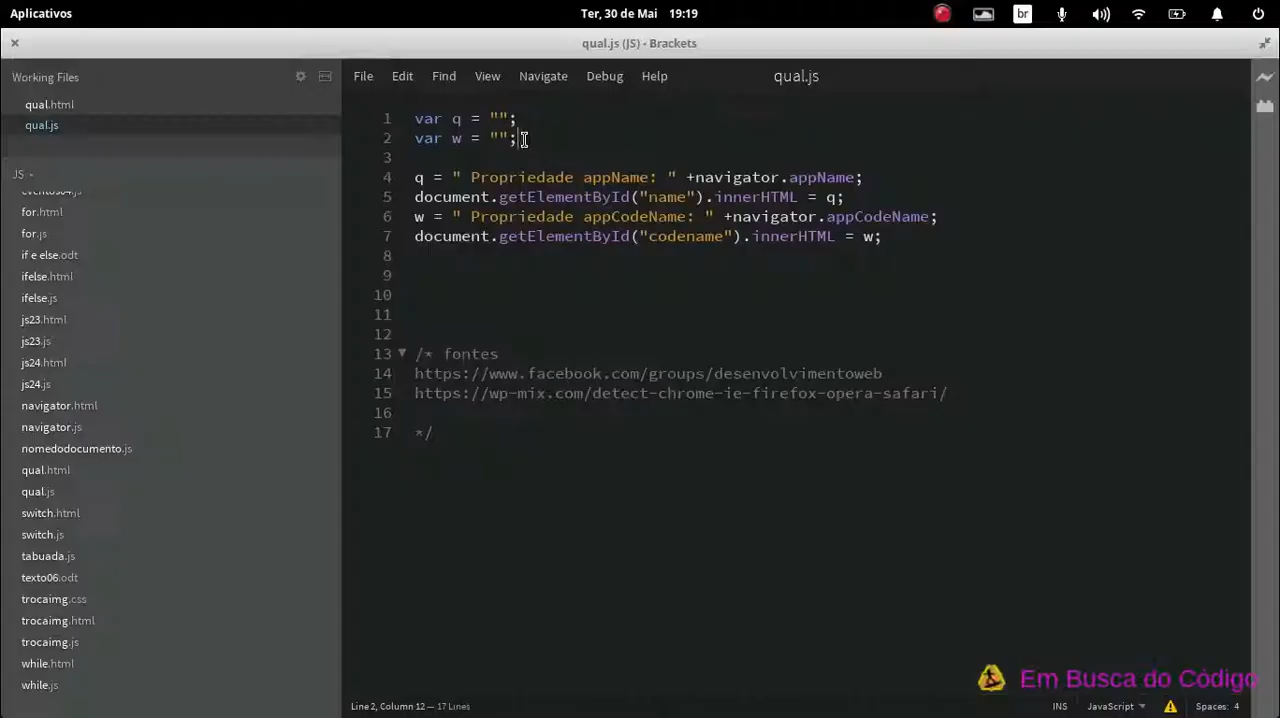 Aplicativos
Ter, 30 de Mai 19:19
br
qual.js (JS) - Brackets
Working Files
qual.html
qual.js
JS
eventos04.js
for.html
for.js
if e else.odt
ifelse.html
ifelse.js
js23.html
js23.js
js24.html
js24.js
navigator.html
navigator.js
nomedodocumento.js
qual.html
qual.js
switch.html
switch.js
tabuada.js
texto06.odt
trocaimg.css
trocaimg.html
trocaimg.js
while.html
while.js
File Edit Find View Navigate Debug Help
qual.js
1 var q = "";
2 var w = "";
3
4 q = " Propriedade appName: " +navigator.appName;
5 document.getElementById("name").innerHTML = q;
6 w = " Propriedade appCodeName: " +navigator.appCodeName;
7 document.getElementById("codename").innerHTML = w;
8
9
10
11
12
13 /* fontes
14 https://www.facebook.com/groups/desenvolvimentoweb
15 https://wp-mix.com/detect-chrome-ie-firefox-opera-safari/
16
17 */
Em Busca do Código
Line 2, Column 12 — 17 Lines
INS JavaScript Spaces: 4